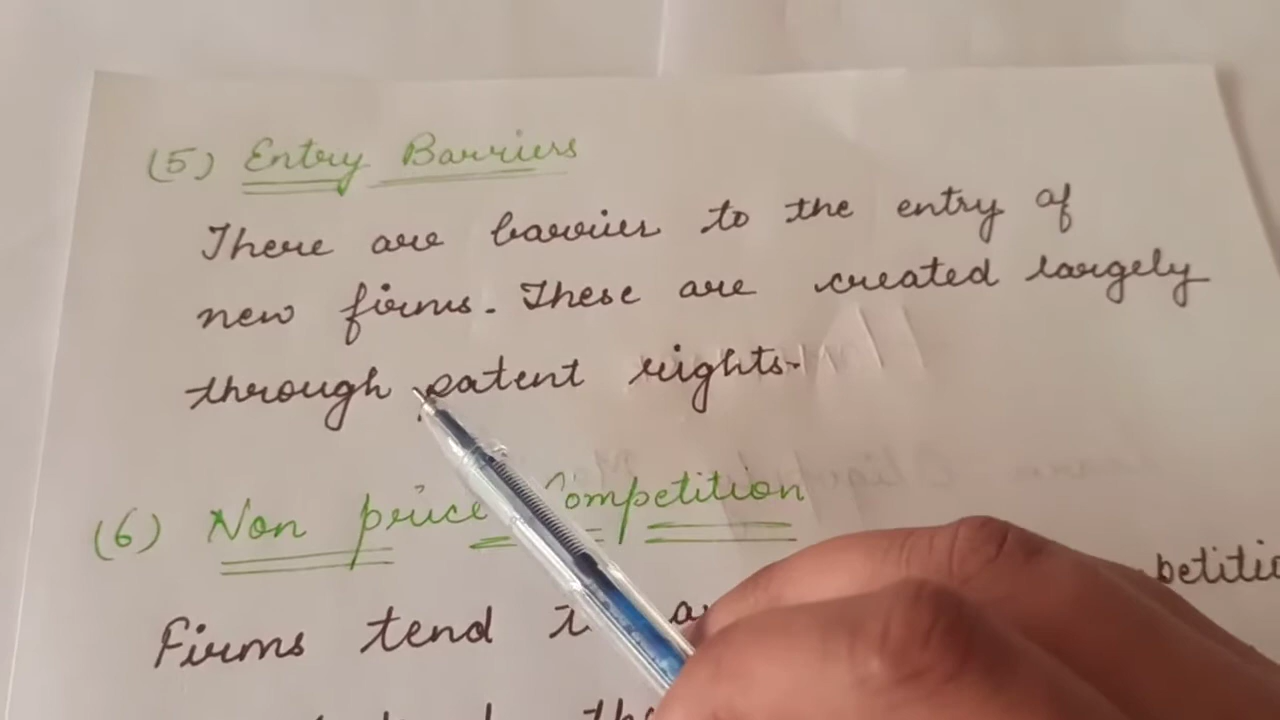 (5) Entry Barriers
There are barrier to the entry of
new firms. These are created largely
through patent rights.
(6) Non price Competition
Firms tend